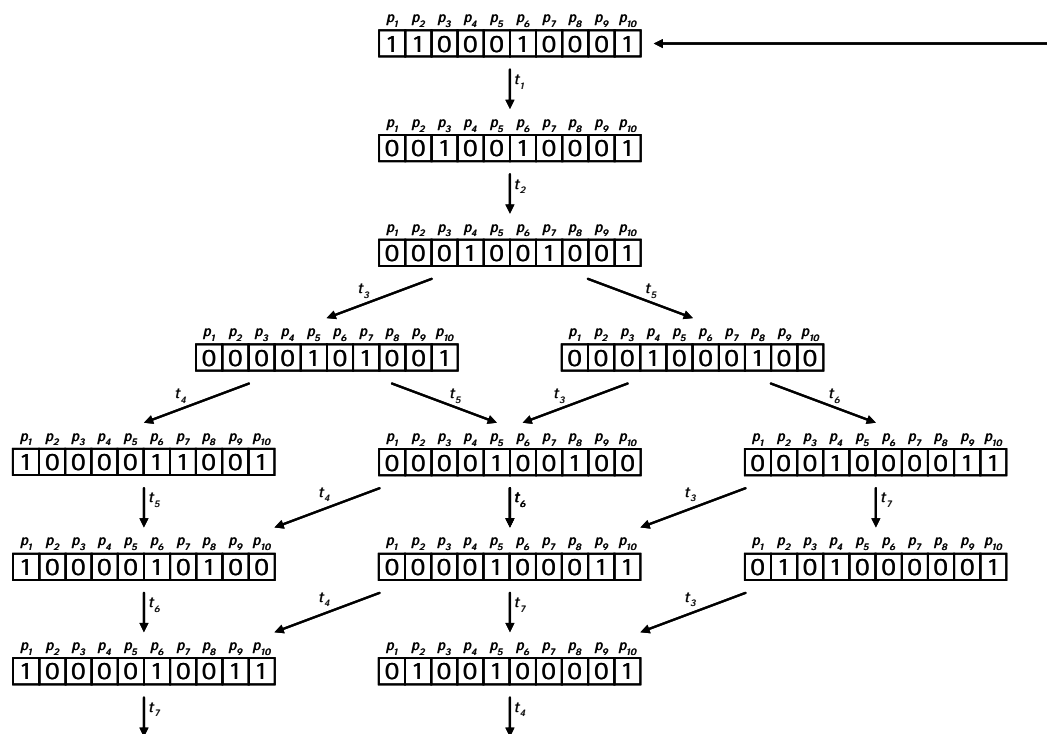 p1 p2 p3 p4 p5 p6 p7 p8 p9 p10
1 1 0 0 0 1 0 0 0 1
t1
p1 p2 p3 p4 p5 p6 p7 p8 p9 p10
0 0 1 0 0 1 0 0 0 1
t2
p1 p2 p3 p4 p5 p6 p7 p8 p9 p10
0 0 0 1 0 0 1 0 0 1
t3 t5
p1 p2 p3 p4 p5 p6 p7 p8 p9 p10 p1 p2 p3 p4 p5 p6 p7 p8 p9 p10
0 0 0 0 1 0 1 0 0 1 0 0 0 1 0 0 0 1 0 0
t4 t5 t3 t6
p1 p2 p3 p4 p5 p6 p7 p8 p9 p10 p1 p2 p3 p4 p5 p6 p7 p8 p9 p10 p1 p2 p3 p4 p5 p6 p7 p8 p9 p10
1 0 0 0 0 1 1 0 0 1 0 0 0 0 1 0 0 1 0 0 0 0 0 1 0 0 0 0 1 1
t5 t4 t6 t3 t7
p1 p2 p3 p4 p5 p6 p7 p8 p9 p10 p1 p2 p3 p4 p5 p6 p7 p8 p9 p10 p1 p2 p3 p4 p5 p6 p7 p8 p9 p10
1 0 0 0 0 1 0 1 0 0 0 0 0 0 1 0 0 0 1 1 0 1 0 1 0 0 0 0 0 1
t6 t4 t7 t3
p1 p2 p3 p4 p5 p6 p7 p8 p9 p10 p1 p2 p3 p4 p5 p6 p7 p8 p9 p10
1 0 0 0 0 1 0 0 1 1 0 1 0 0 1 0 0 0 0 1
t7 t4